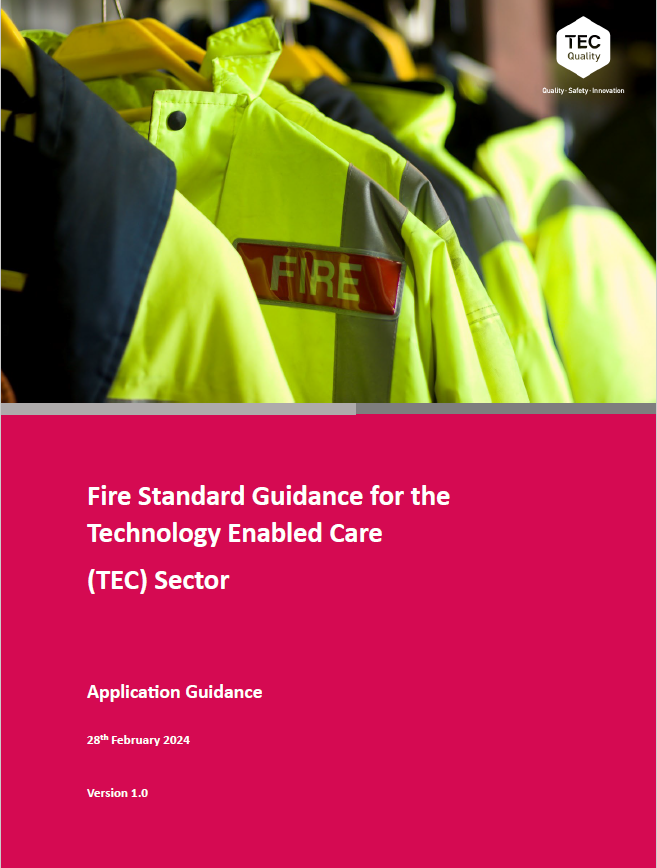 TEC
Quality
Quality · Safety · Innovation
FIRE
Fire Standard Guidance for the
Technology Enabled Care
(TEC) Sector
Application Guidance
28th February 2024
Version 1.0